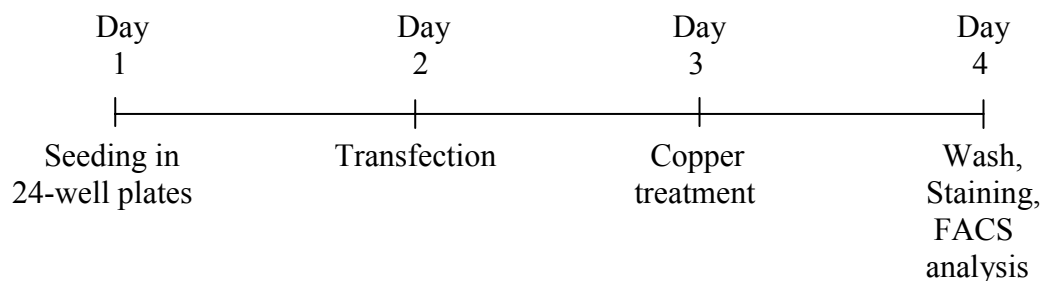 Day Day Day Day
1 2 3 4
Seeding in Transfection Copper Wash,
24-well plates treatment Staining,
FACS
analysis